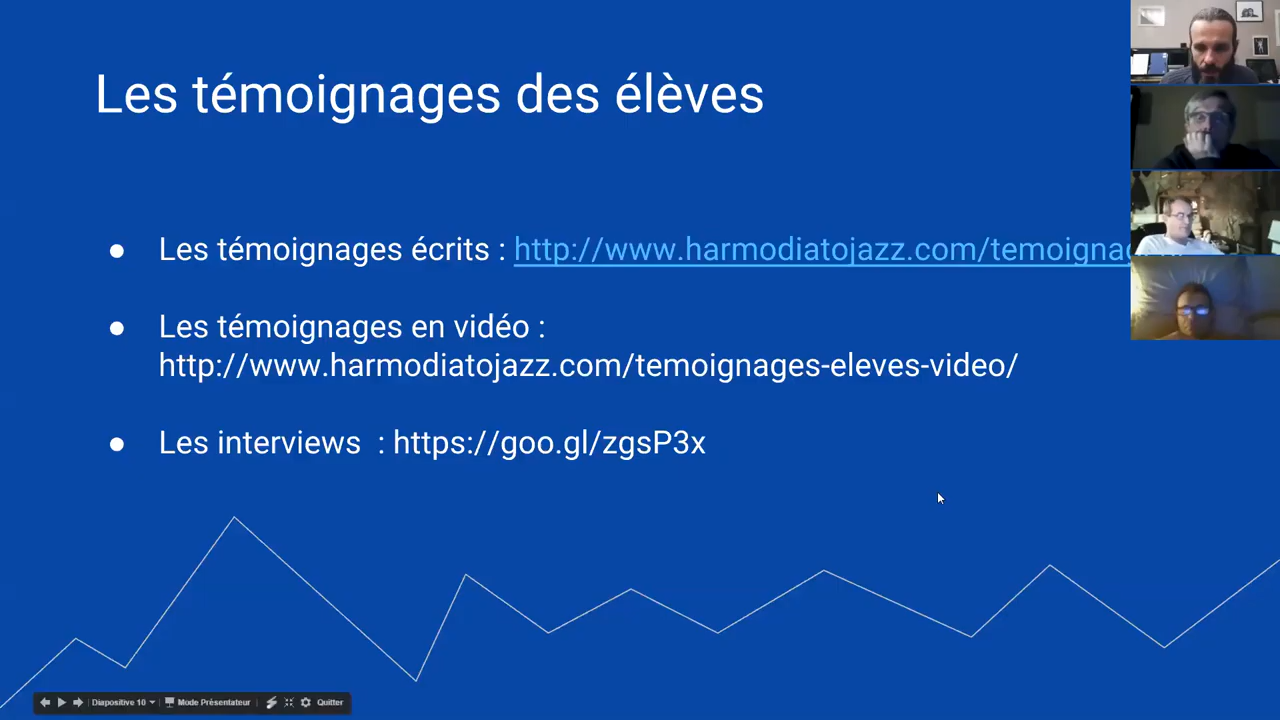 Les témoignages des élèves
● Les témoignages écrits : http://www.harmodiatojazz.com/temoignag
● Les témoignages en vidéo :
http://www.harmodiatojazz.com/temoignages-eleves-video/
● Les interviews : https://goo.gl/zgsP3x
Diapositive 10 Mode Présentateur Quitter